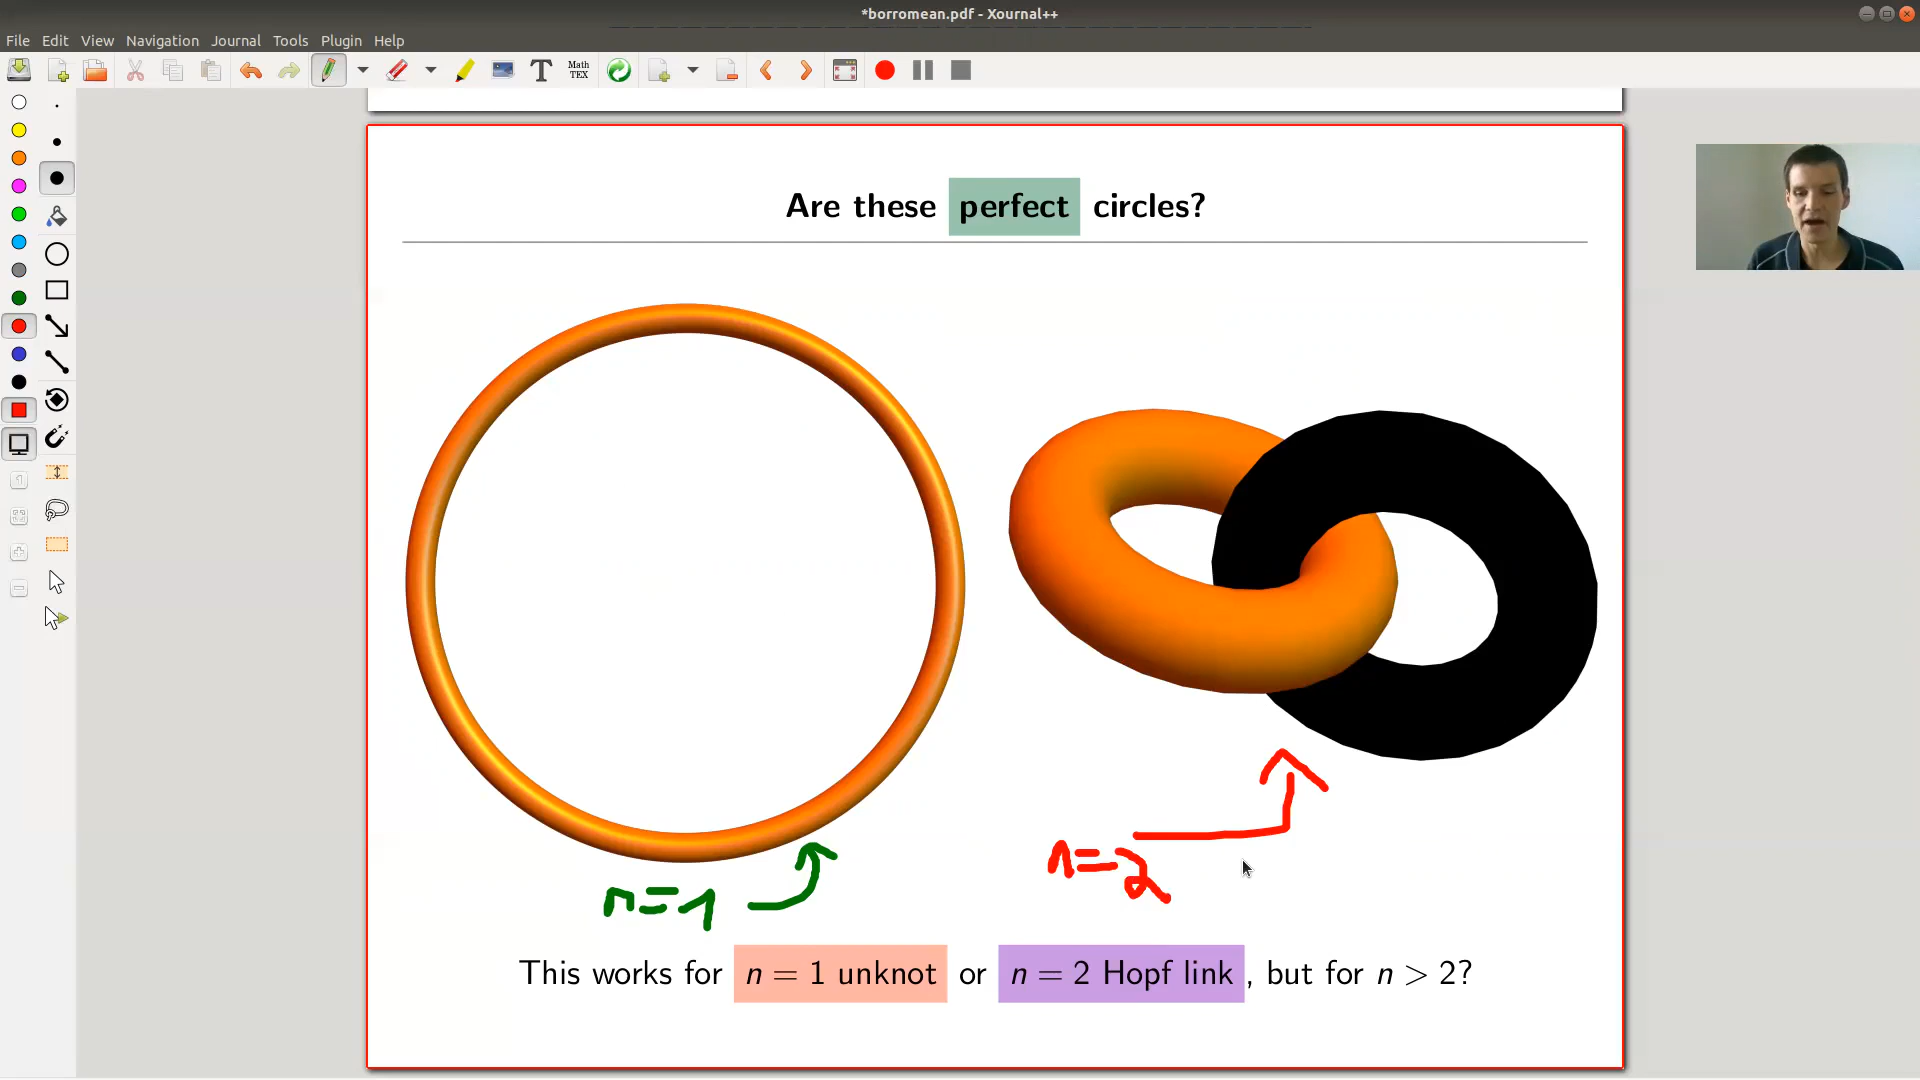 *borromean.pdf - Xournal++
File Edit View Navigation Journal Tools Plugin Help
Math
TEX
Are these perfect circles?
n=1
n=2
This works for n = 1 unknot or n = 2 Hopf link, but for n > 2?